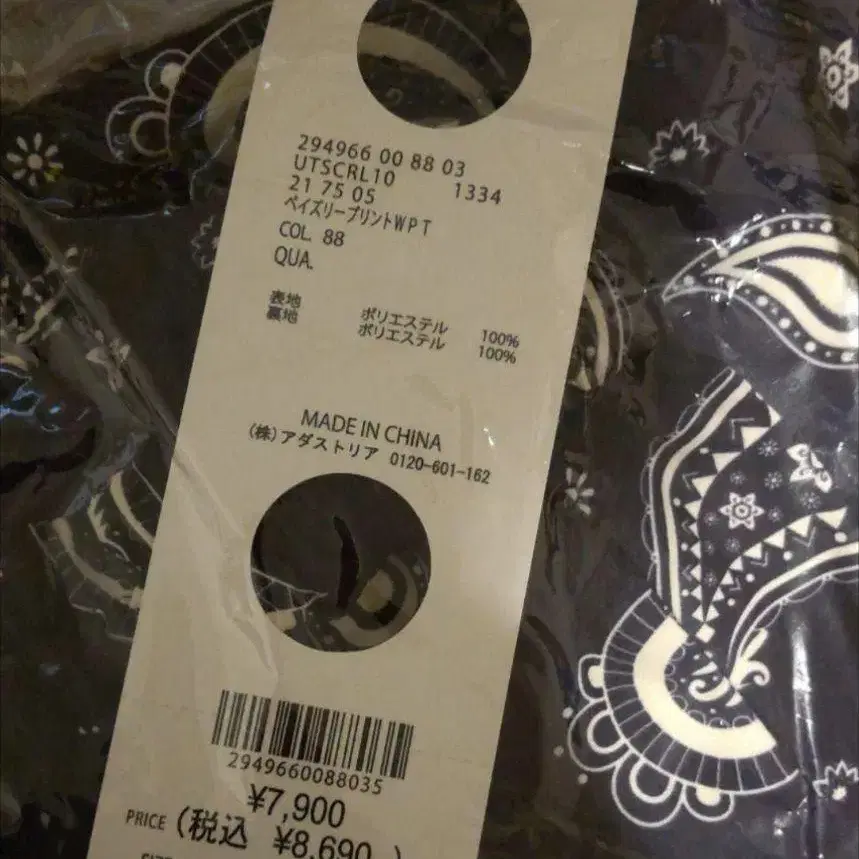 294966 00 88 03
UTSCRL10 1334
21 75 05
ペイズリープリントWPT
COL. 88
QUA.
表地 ポリエステル 100%
裏地 ポリエステル 100%
MADE IN CHINA
(株)アダストリア 0120-601-162
2949660088035
¥7,900
PRICE (税込 ¥8,690 )